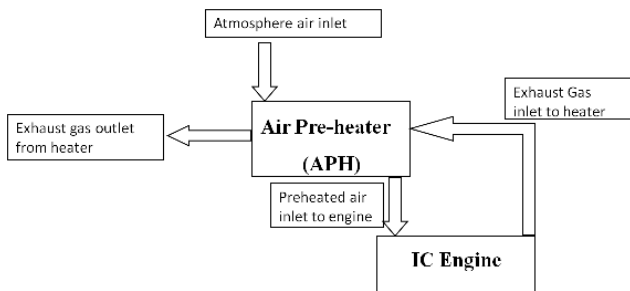 Atmosphere air inlet
Exhaust Gas
inlet to heater
Exhaust gas outlet
from heater
Air Pre-heater
(APH)
Preheated air
inlet to engine
IC Engine